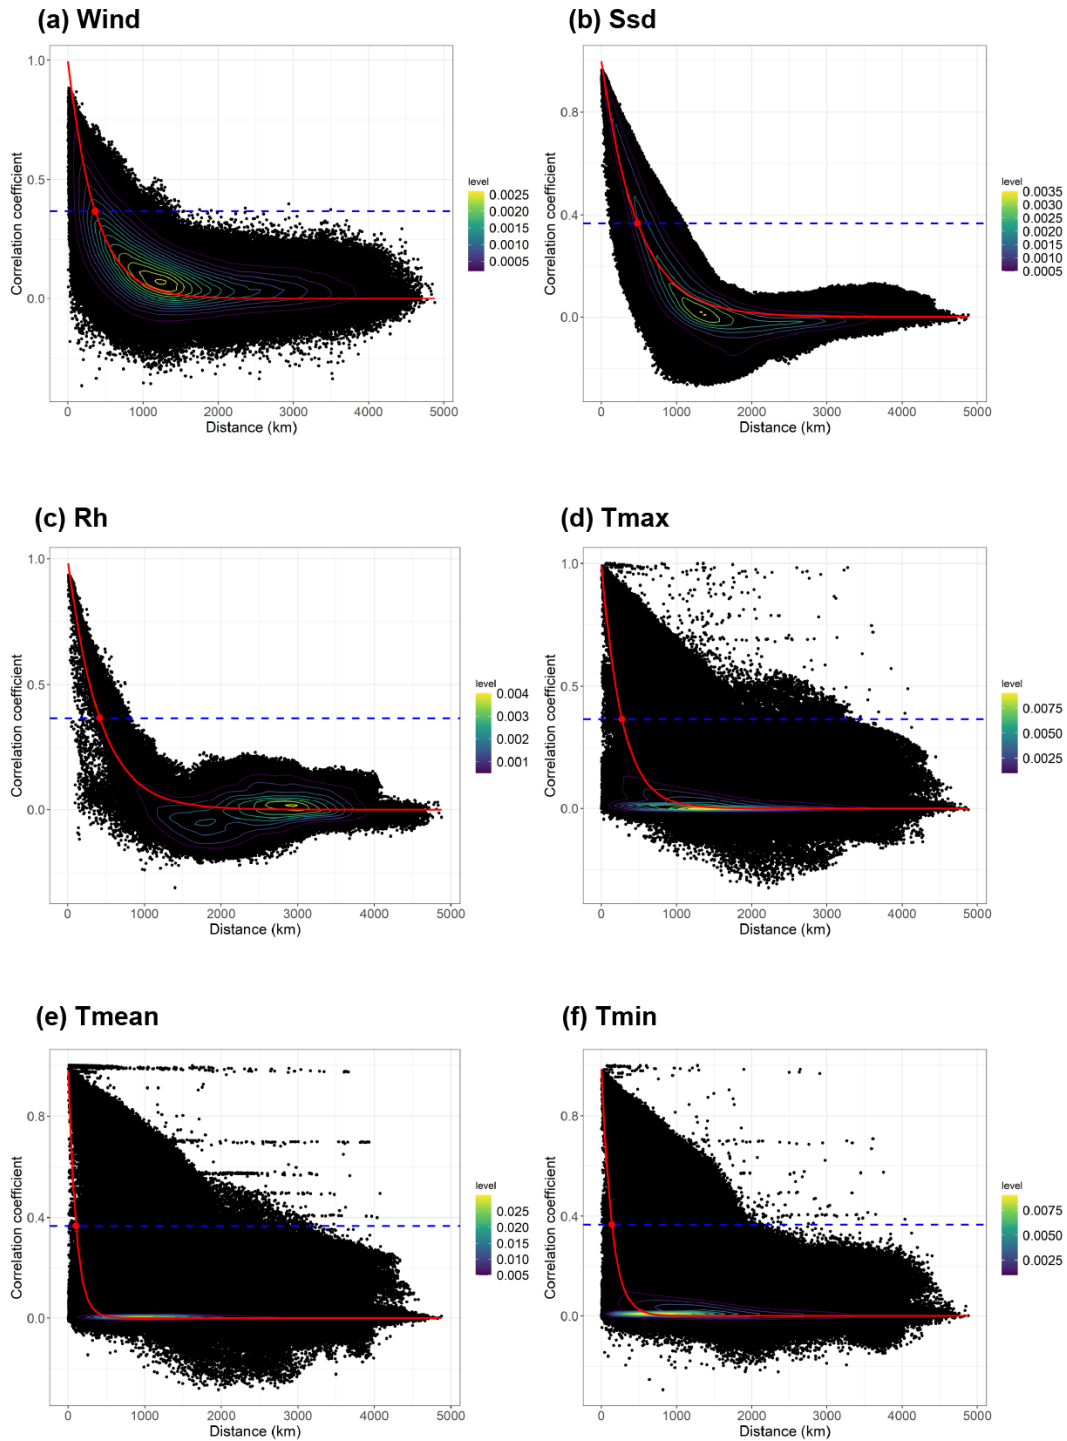 (a) Wind
Correlation coefficient
1.0
0.5
0.0
0 1000 2000 3000 4000 5000
Distance (km)
level
0.0025
0.0020
0.0015
0.0010
0.0005
(b) Ssd
Correlation coefficient
0.8
0.4
0.0
0 1000 2000 3000 4000 5000
Distance (km)
level
0.0035
0.0030
0.0025
0.0020
0.0015
0.0010
0.0005
(c) Rh
Correlation coefficient
1.0
0.5
0.0
0 1000 2000 3000 4000 5000
Distance (km)
level
0.004
0.003
0.002
0.001
(d) Tmax
Correlation coefficient
1.0
0.5
0.0
0 1000 2000 3000 4000 5000
Distance (km)
level
0.0075
0.0050
0.0025
(e) Tmean
Correlation coefficient
0.8
0.4
0.0
0 1000 2000 3000 4000 5000
Distance (km)
level
0.025
0.020
0.015
0.010
0.005
(f) Tmin
Correlation coefficient
0.8
0.4
0.0
0 1000 2000 3000 4000 5000
Distance (km)
level
0.0075
0.0050
0.0025